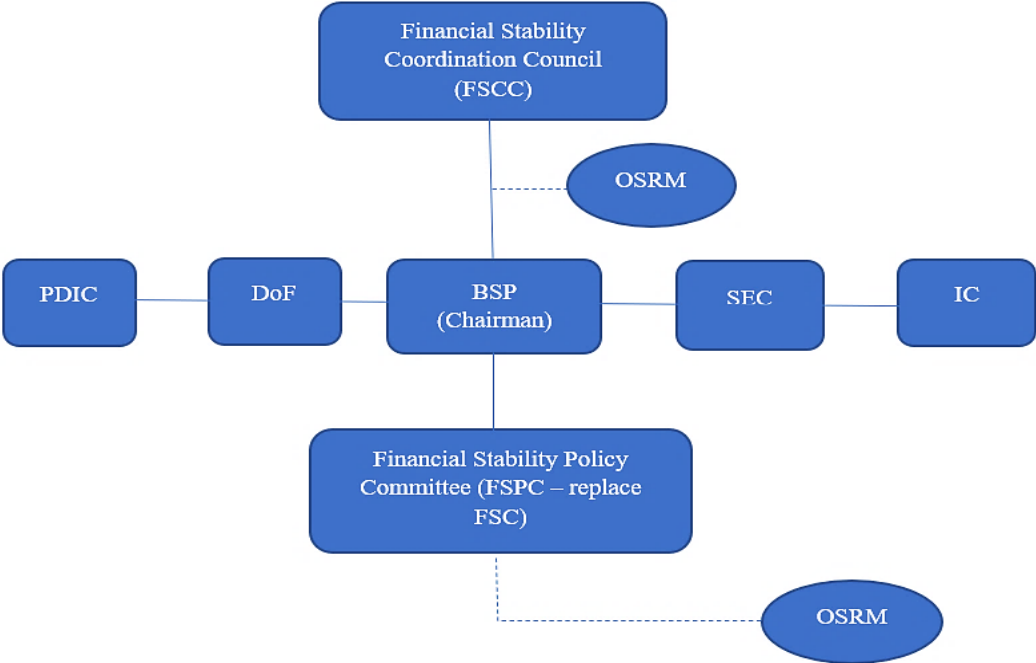 Financial Stability
Coordination Council
(FSCC)
OSRM
PDIC
DoF
BSP
(Chairman)
SEC
IC
Financial Stability Policy
Committee (FSPC – replace
FSC)
OSRM